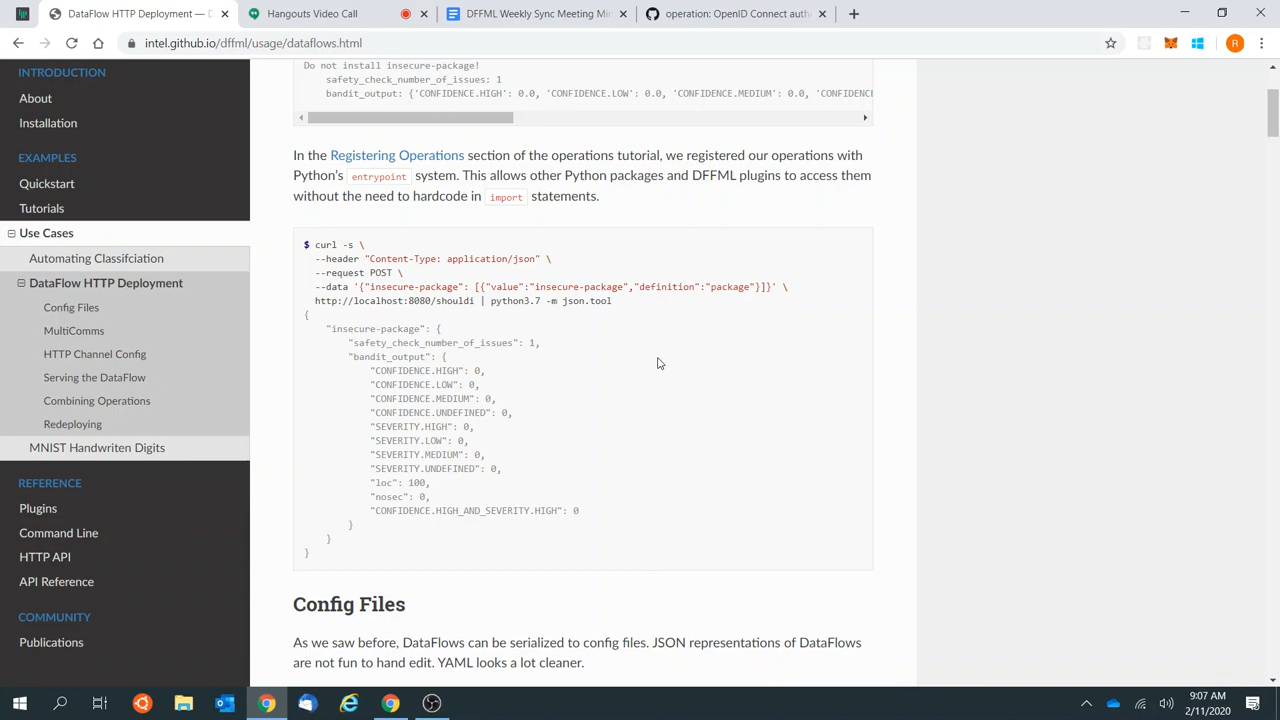 DataFlow HTTP Deployment — D
Hangouts Video Call
DFFML Weekly Sync Meeting Min
operation: OpenID Connect auth
intel.github.io/dffml/usage/dataflows.html
R
INTRODUCTION
About
Installation
EXAMPLES
Quickstart
Tutorials
Use Cases
Automating Classifciation
DataFlow HTTP Deployment
Config Files
MultiComms
HTTP Channel Config
Serving the DataFlow
Combining Operations
Redeploying
MNIST Handwriten Digits
REFERENCE
Plugins
Command Line
HTTP API
API Reference
COMMUNITY
Publications
Do not install insecure-package!
safety_check_number_of_issues: 1
bandit_output: {'CONFIDENCE.HIGH': 0.0, 'CONFIDENCE.LOW': 0.0, 'CONFIDENCE.MEDIUM': 0.0, 'CONFIDENC
In the Registering Operations section of the operations tutorial, we registered our operations with
Python's entrypoint system. This allows other Python packages and DFFML plugins to access them
without the need to hardcode in import statements.
$ curl -s \
--header "Content-Type: application/json" \
--request POST \
--data '{"insecure-package": [{"value":"insecure-package","definition":"package"}]}' \
http://localhost:8080/shouldi | python3.7 -m json.tool
{
"insecure-package": {
"safety_check_number_of_issues": 1,
"bandit_output": {
"CONFIDENCE.HIGH": 0,
"CONFIDENCE.LOW": 0,
"CONFIDENCE.MEDIUM": 0,
"CONFIDENCE.UNDEFINED": 0,
"SEVERITY.HIGH": 0,
"SEVERITY.LOW": 0,
"SEVERITY.MEDIUM": 0,
"SEVERITY.UNDEFINED": 0,
"loc": 100,
"nosec": 0,
"CONFIDENCE.HIGH_AND_SEVERITY.HIGH": 0
}
}
}
Config Files
As we saw before, DataFlows can be serialized to config files. JSON representations of DataFlows
are not fun to hand edit. YAML looks a lot cleaner.
9:07 AM
2/11/2020